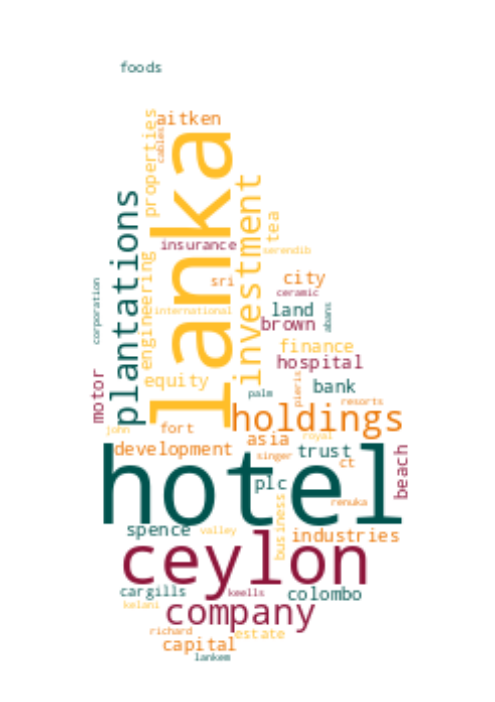 foods
aitken
cables
properties
lanka
plantations
investment
tea
insurance
serendib
engineering
sri
city
ceramic
corporation
international
land
abans
brown
finance
hospital
equity
motor
palm
pieris
bank
resorts
holdings
john
fort
asia
royal
development
singer
trust
ct
beach
hotel
plc
renuka
business
spence
valley
industries
ceylon
cargills
keells
colombo
kelani
company
richard
estate
capital
lankem